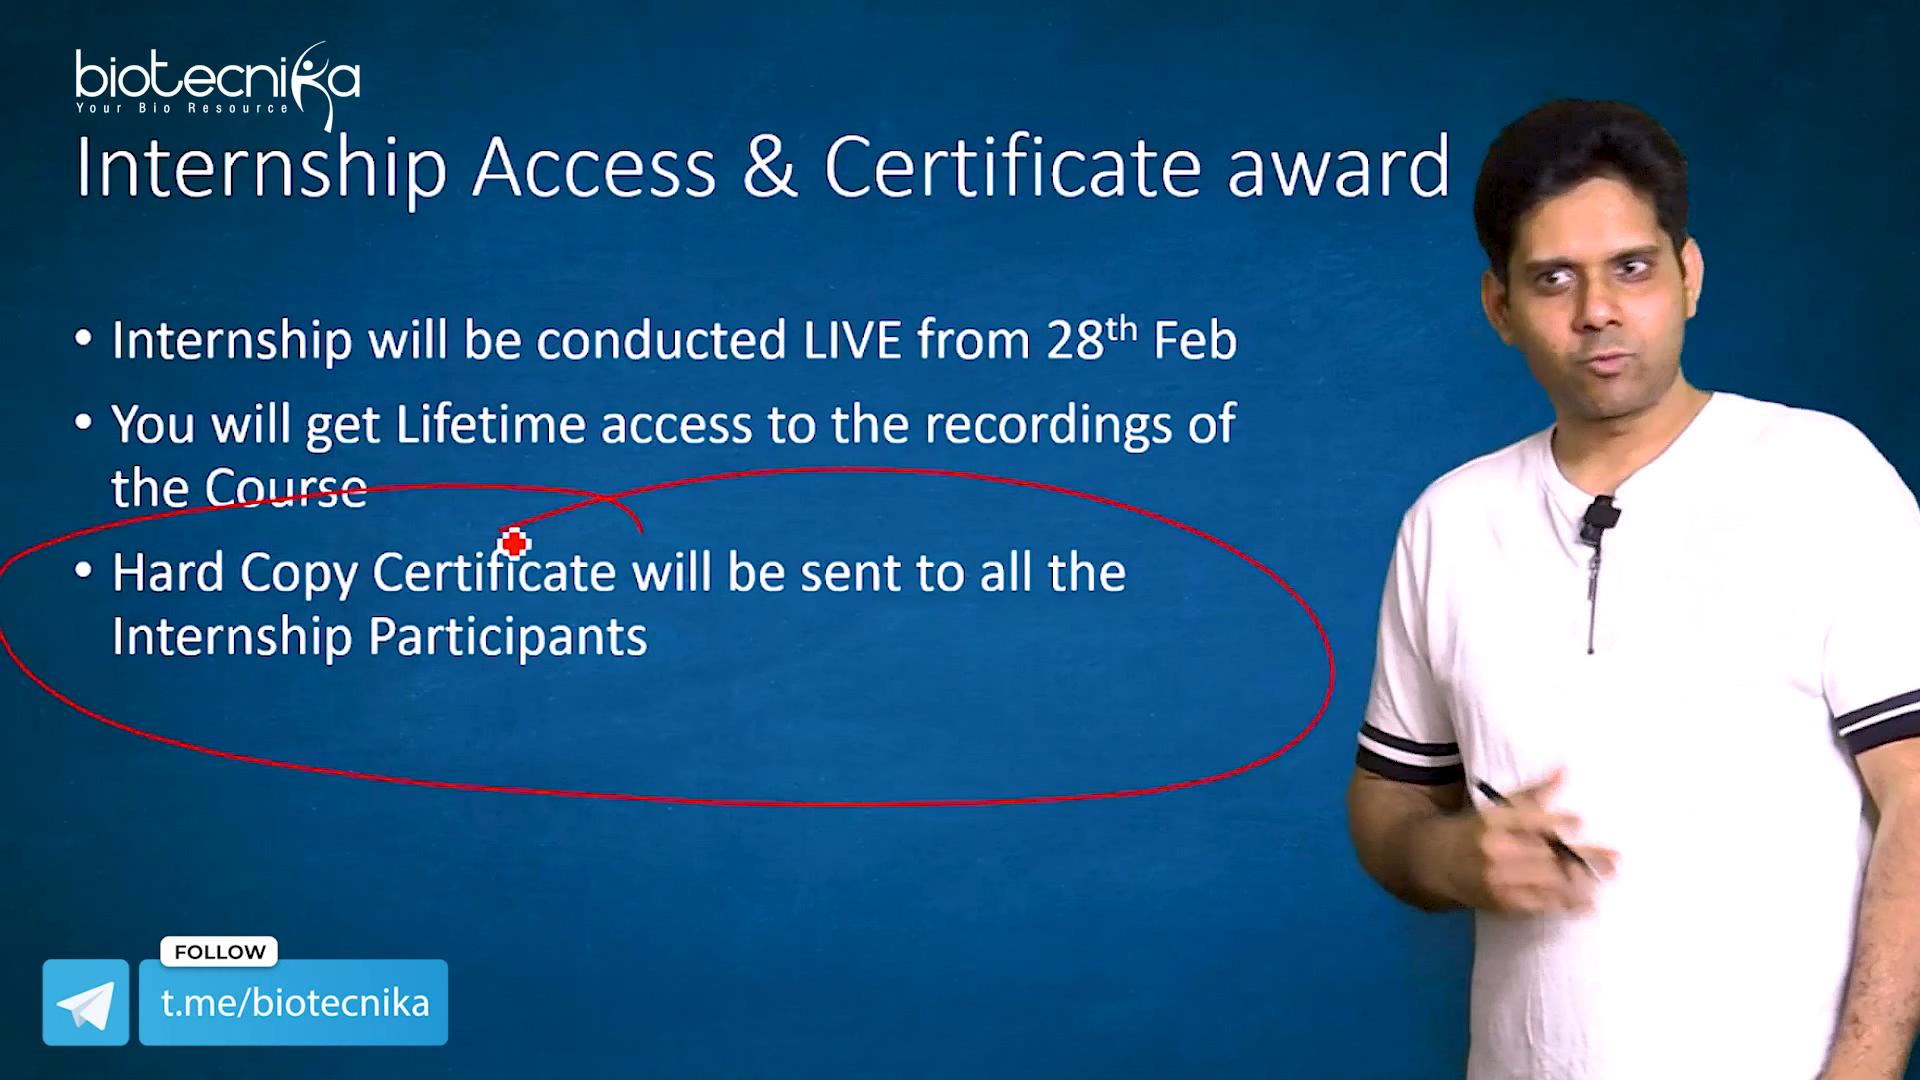 biotecnika
Your Bio Resource
Internship Access & Certificate award
• Internship will be conducted LIVE from 28th Feb
• You will get Lifetime access to the recordings of
the Course
• Hard Copy Certificate will be sent to all the
Internship Participants
FOLLOW
t.me/biotecnika